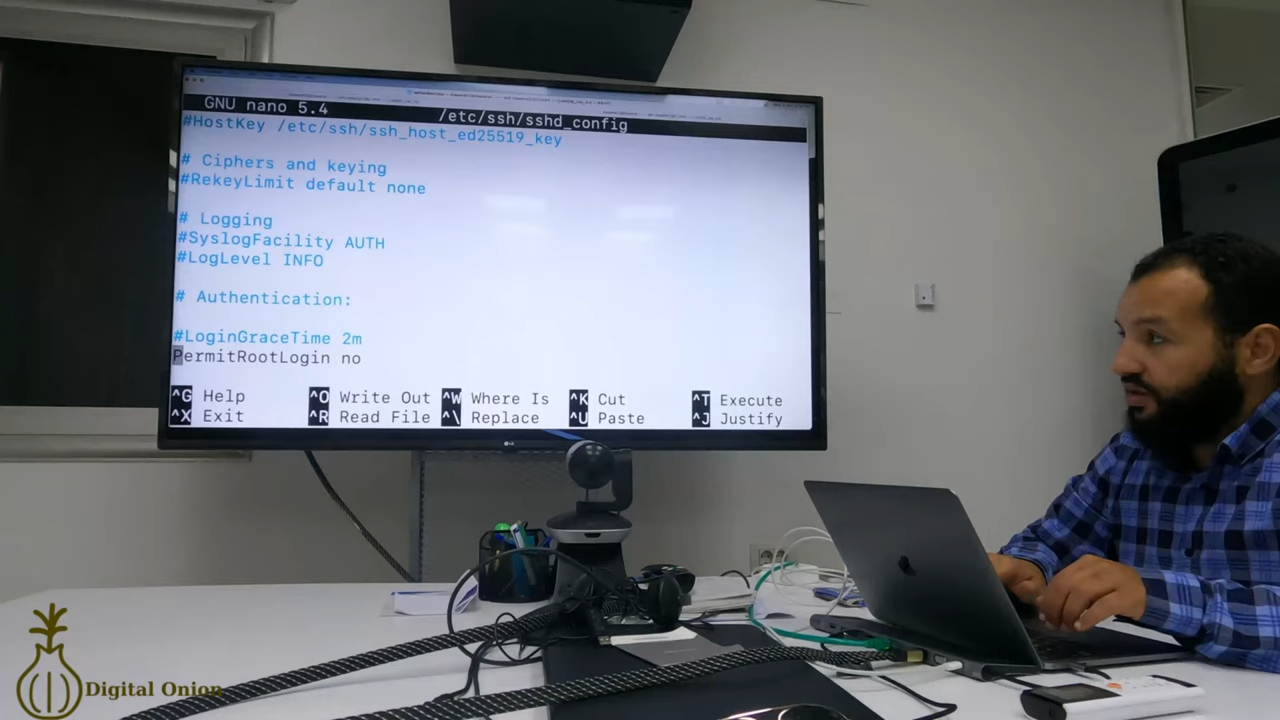 GNU nano 5.4
/etc/ssh/sshd_config
#HostKey /etc/ssh/ssh_host_ed25519_key
# Ciphers and keying
#RekeyLimit default none
# Logging
#SyslogFacility AUTH
#LogLevel INFO
# Authentication:
#LoginGraceTime 2m
PermitRootLogin no
^G Help ^O Write Out ^W Where Is ^K Cut ^T Execute
^X Exit ^R Read File ^\ Replace ^U Paste ^J Justify
LG
Digital Onion